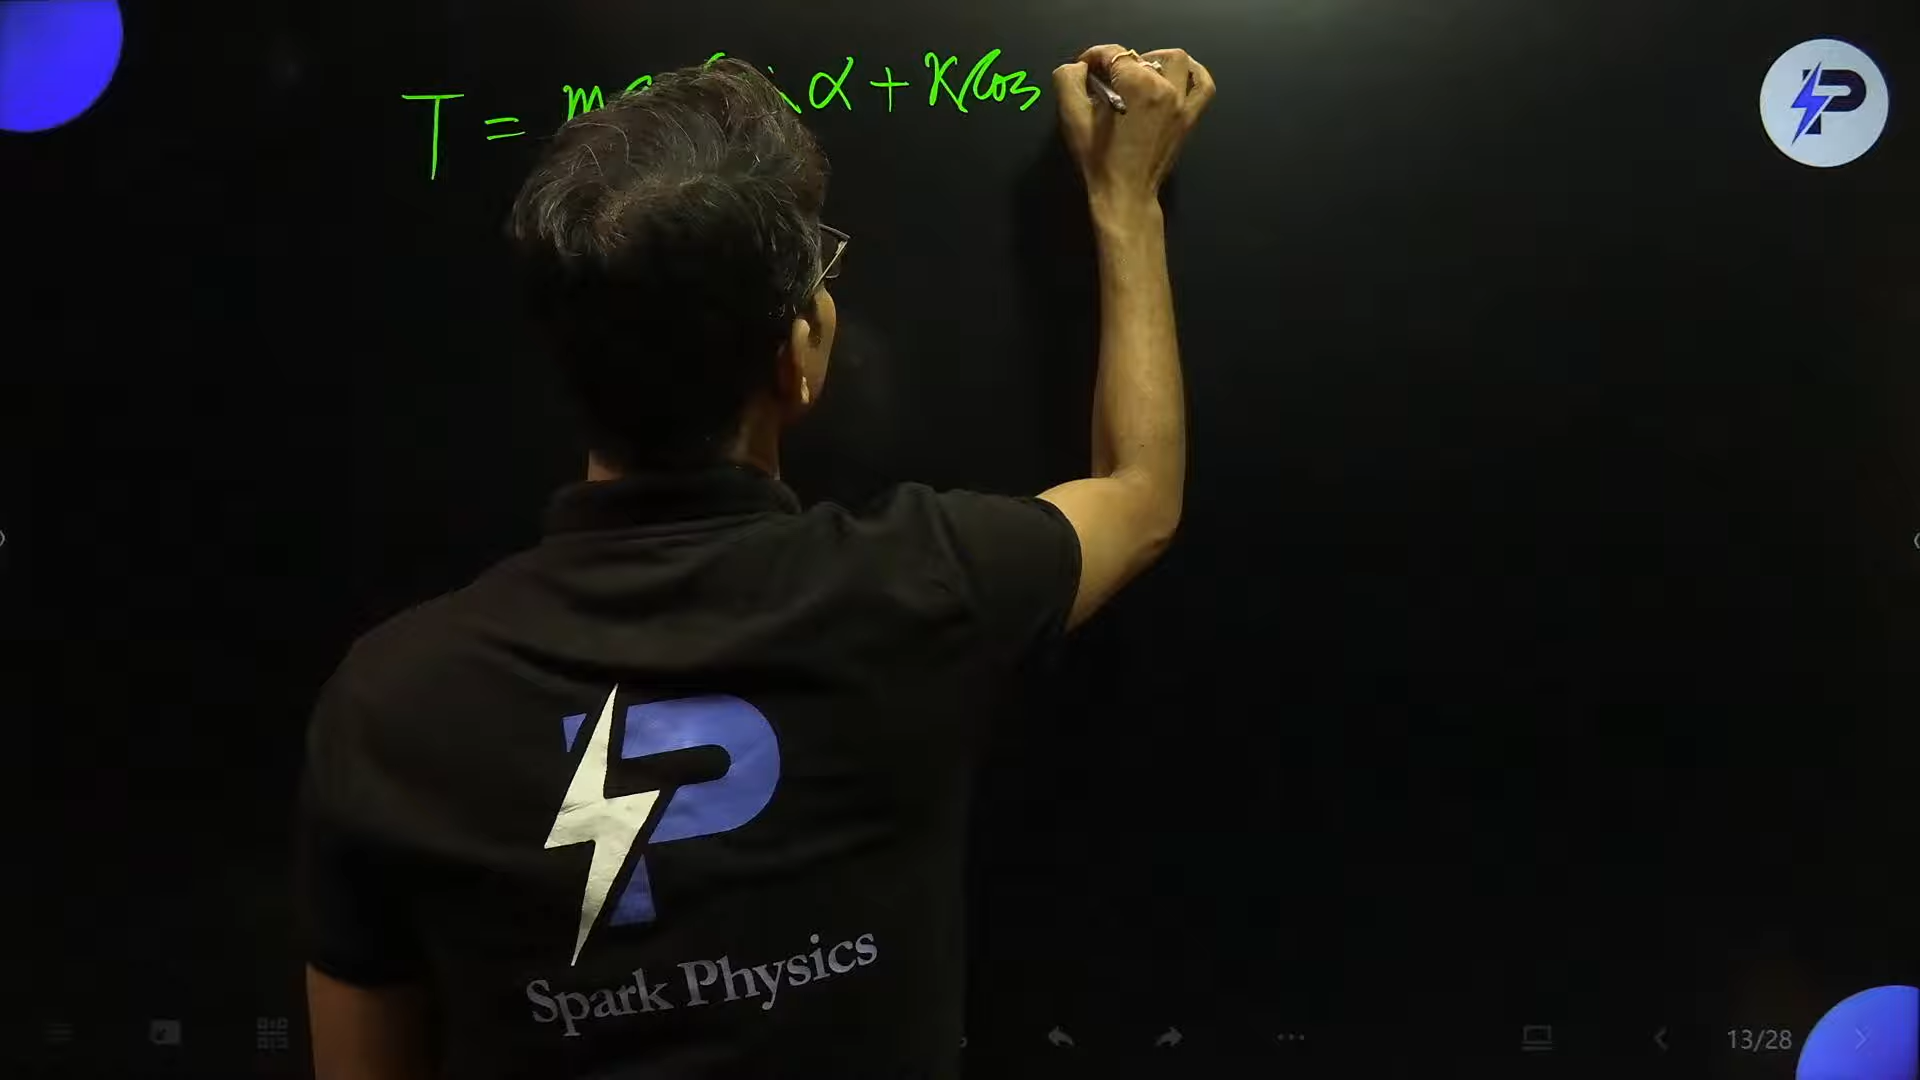 T = m α + K Cos
P
P
Spark Physics
13/28